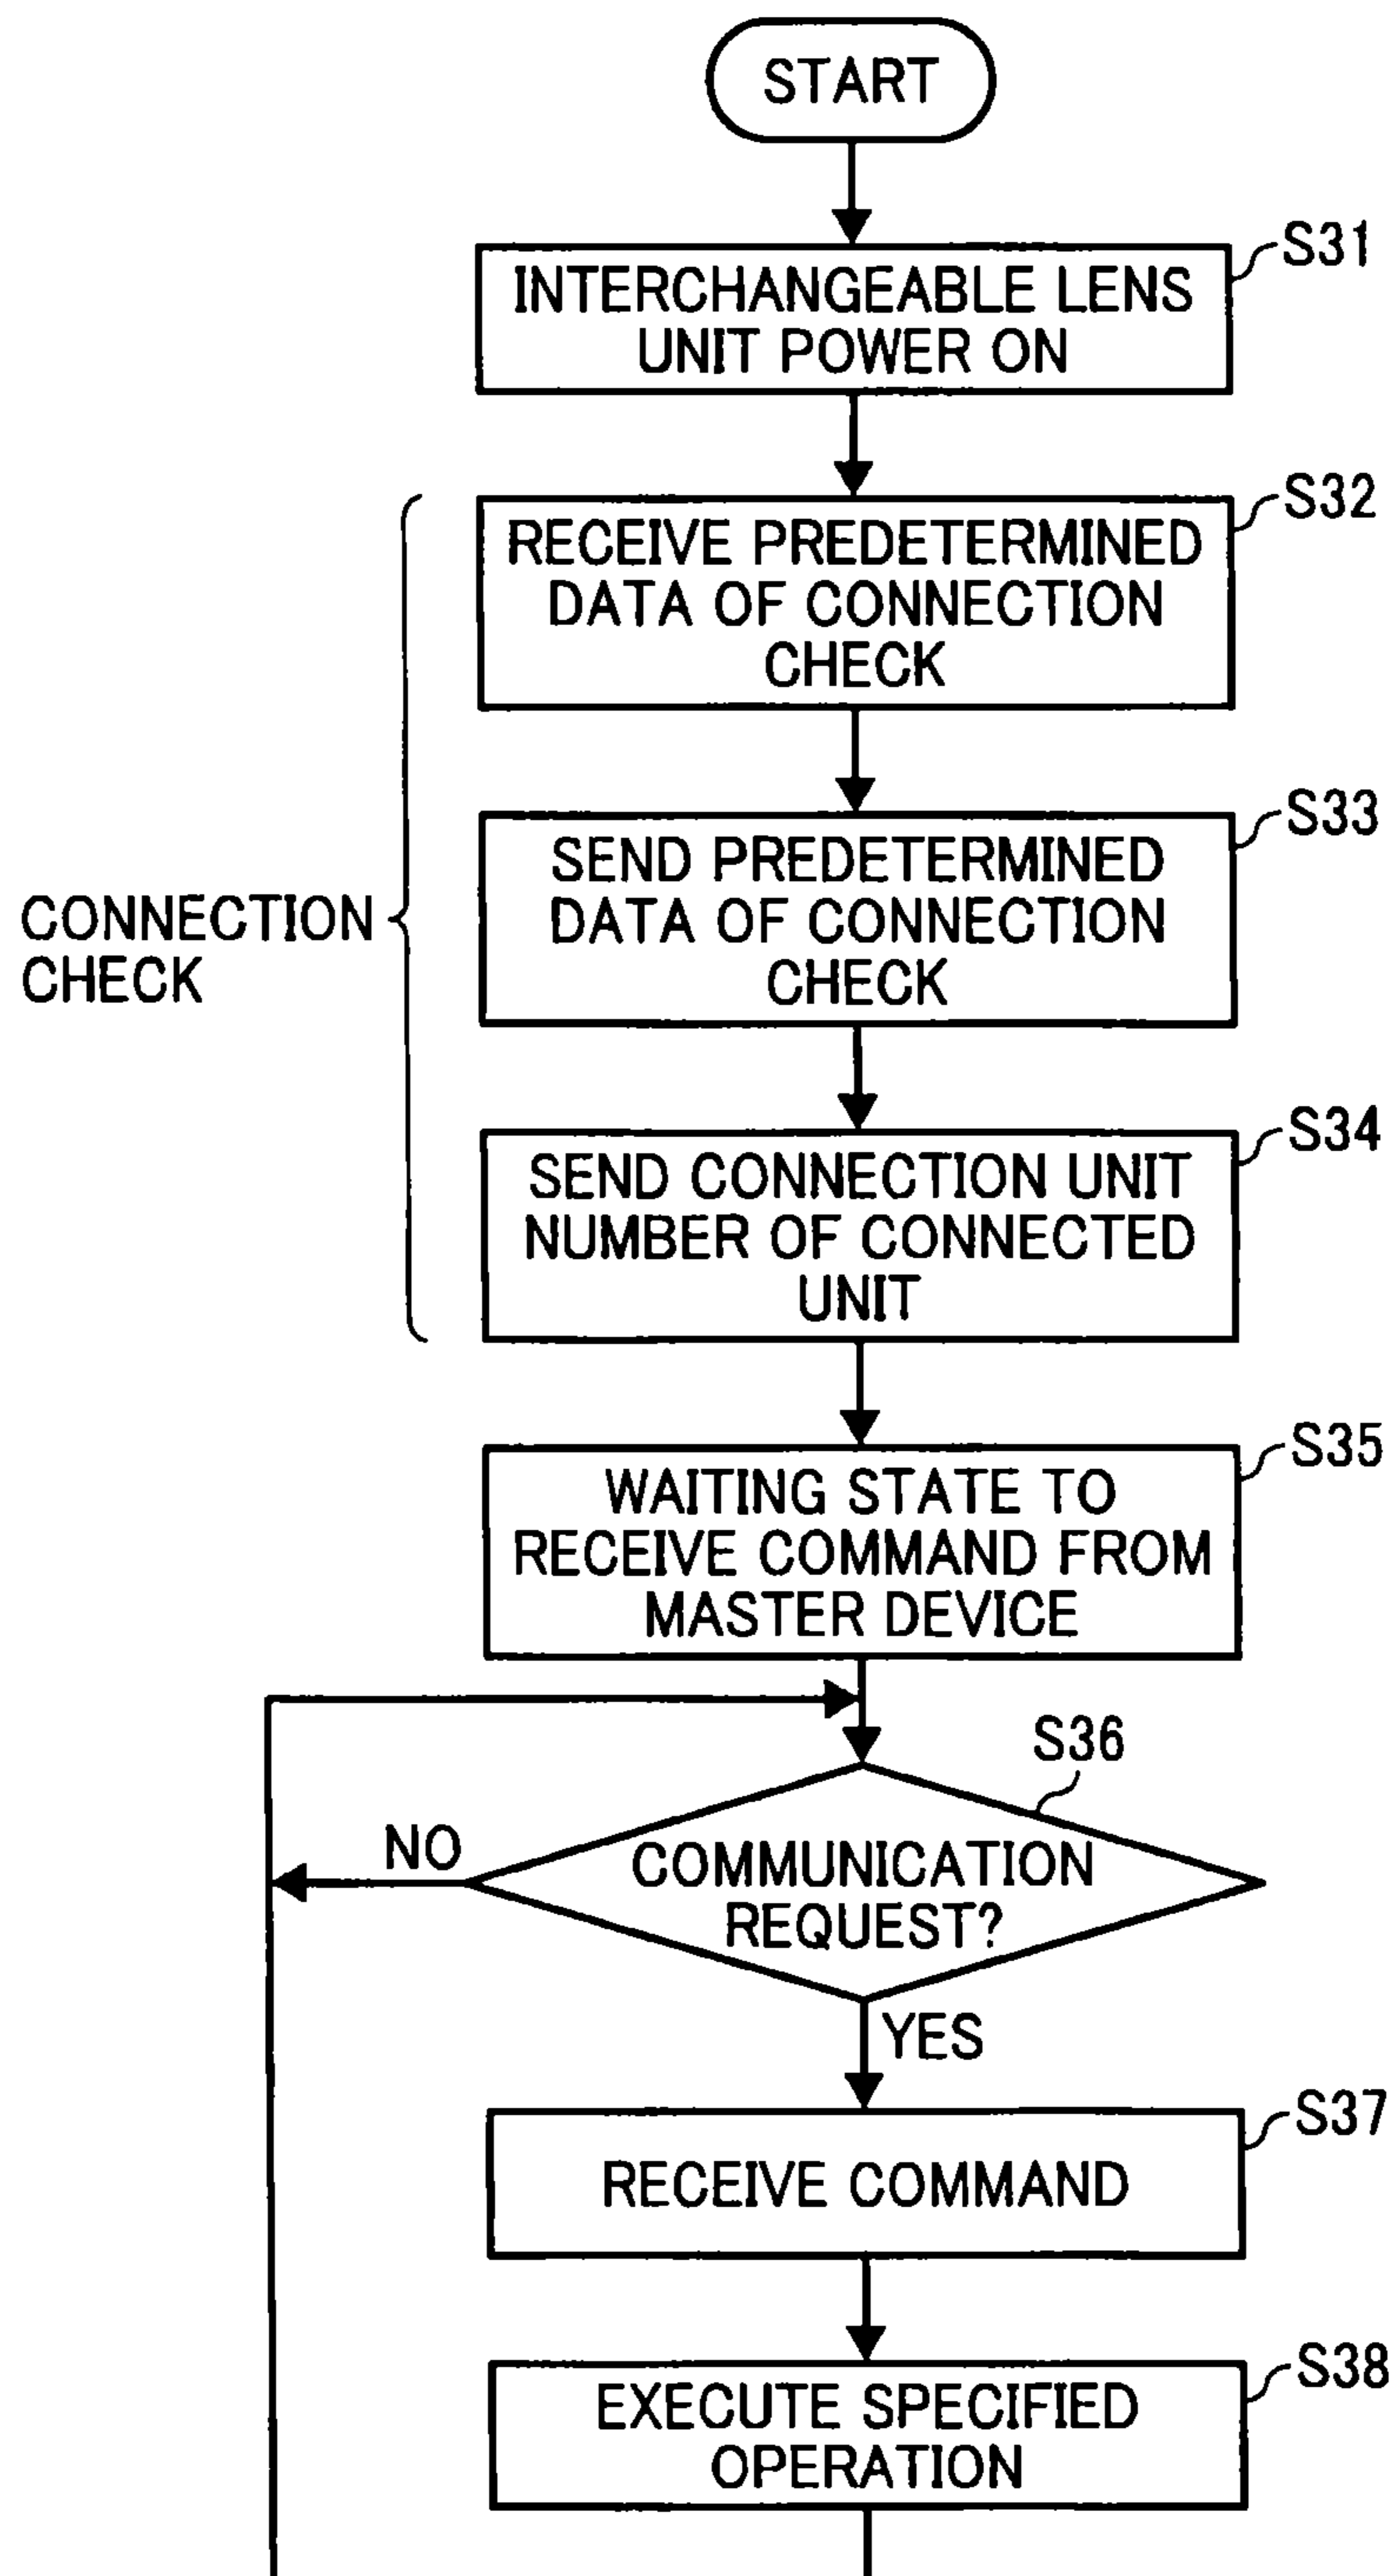 START
S31
INTERCHANGEABLE LENS
UNIT POWER ON
S32
RECEIVE PREDETERMINED
DATA OF CONNECTION
CHECK
S33
SEND PREDETERMINED
DATA OF CONNECTION
CHECK
CONNECTION
CHECK
S34
SEND CONNECTION UNIT
NUMBER OF CONNECTED
UNIT
S35
WAITING STATE TO
RECEIVE COMMAND FROM
MASTER DEVICE
S36
NO
COMMUNICATION
REQUEST?
YES
S37
RECEIVE COMMAND
S38
EXECUTE SPECIFIED
OPERATION